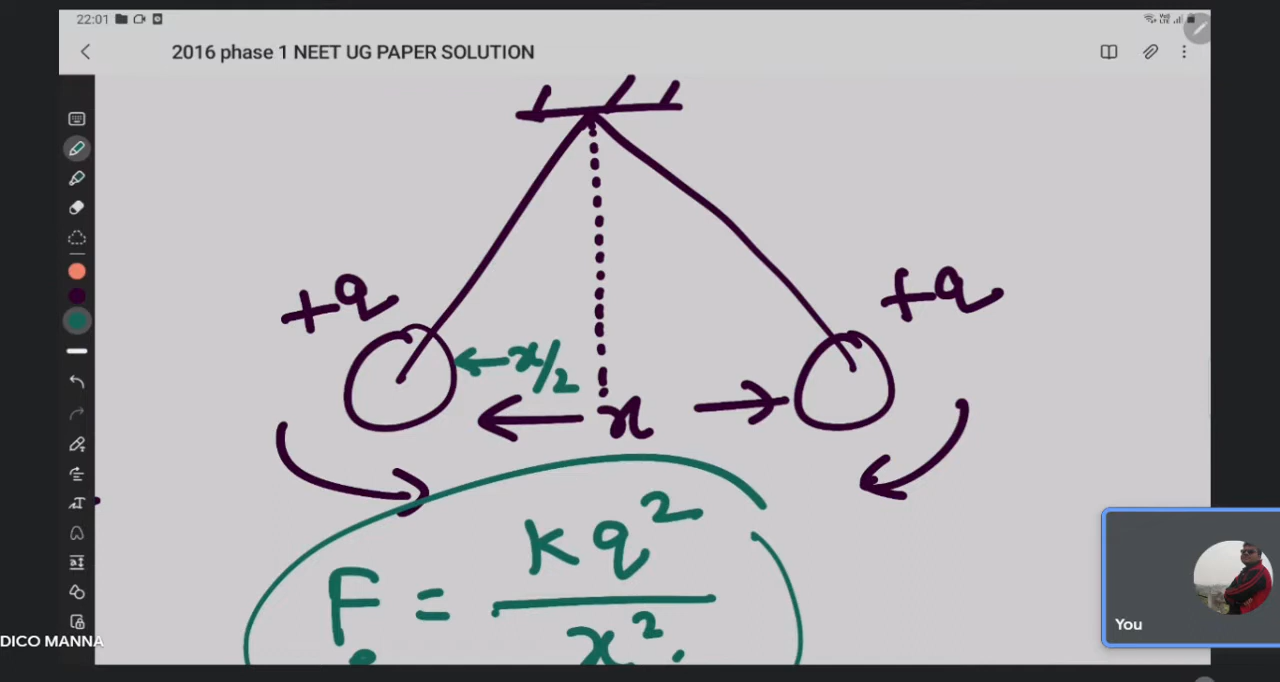 22:01
2016 phase 1 NEET UG PAPER SOLUTION
+q
+q
x/2
x
F = kq²
e x²
You
DICO MANNA